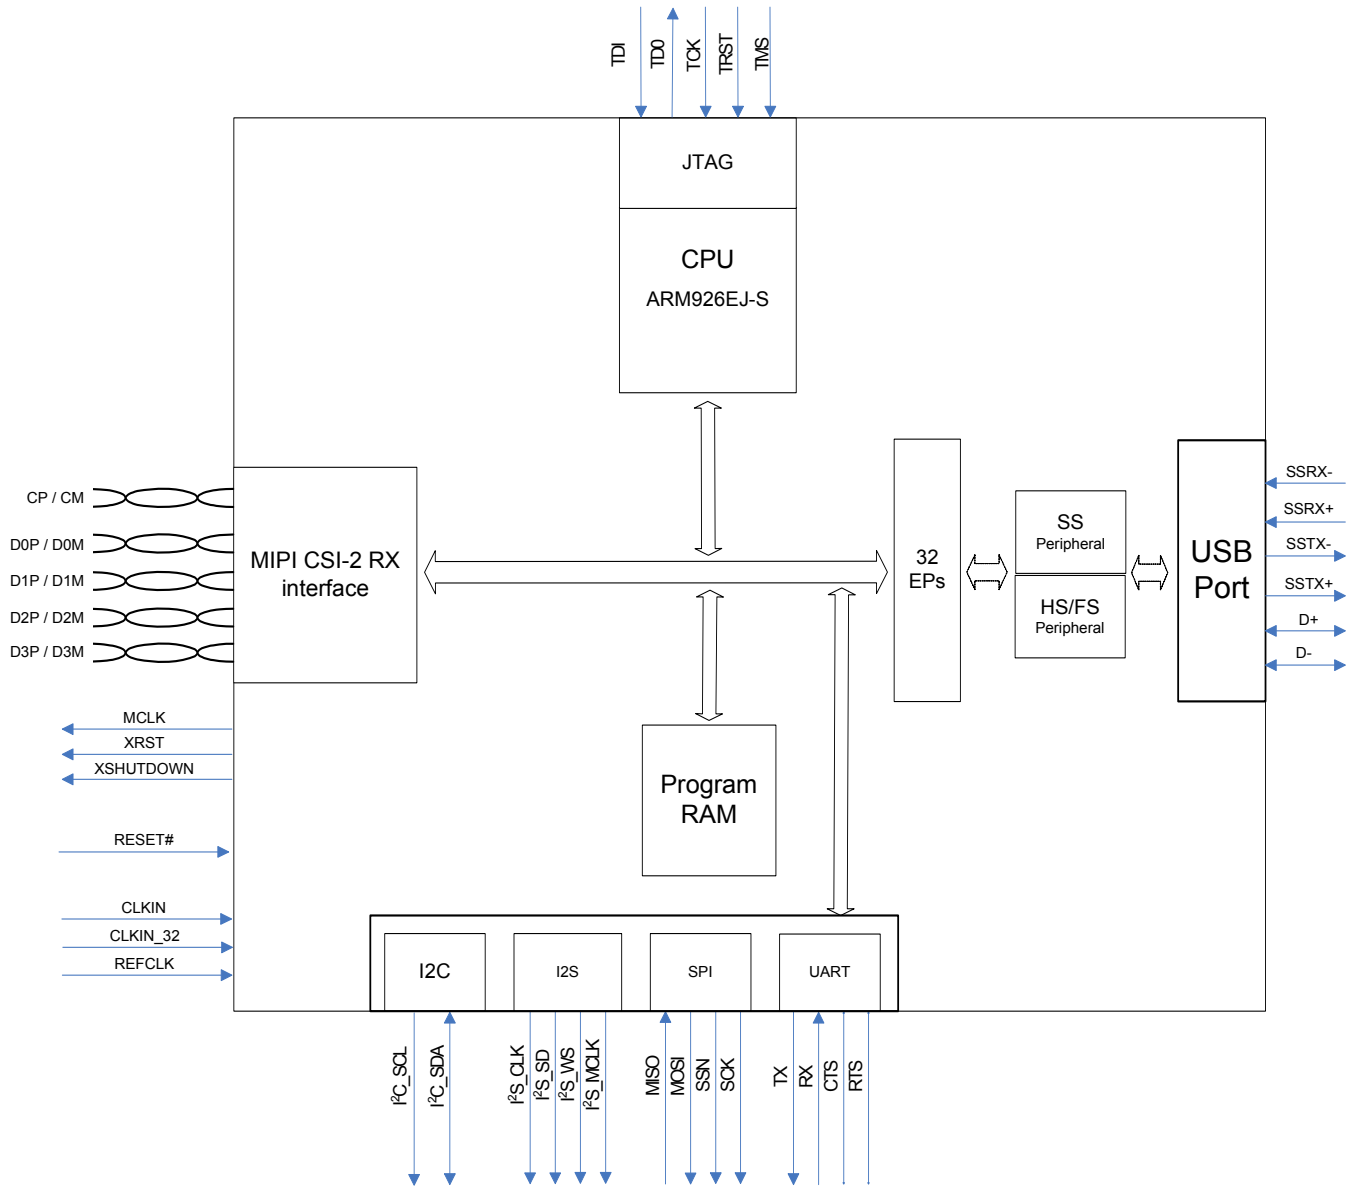 TDI
TD0
TCK
TRST
TMS
JTAG
CPU
ARM926EJ-S
CP / CM
D0P / D0M
D1P / D1M
D2P / D2M
D3P / D3M
MIPI CSI-2 RX
interface
32
EPs
SS
Peripheral
HS/FS
Peripheral
USB
Port
SSRX-
SSRX+
SSTX-
SSTX+
D+
D-
MCLK
XRST
XSHUTDOWN
RESET#
CLKIN
CLKIN_32
REFCLK
Program
RAM
I2C
I2S
SPI
UART
I²C_SCL
I²C_SDA
I²S_CLK
I²S_SD
I²S_WS
I²S_MCLK
MISO
MOSI
SSN
SCK
TX
RX
CTS
RTS